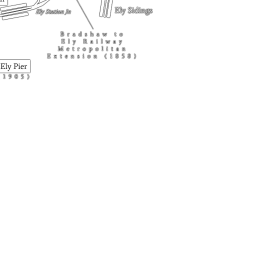 Ely Station Jn
Ely Sidings
Bradshaw to
Ely Railway
Metropolitan
Extension (1858)
Ely Pier
1905)